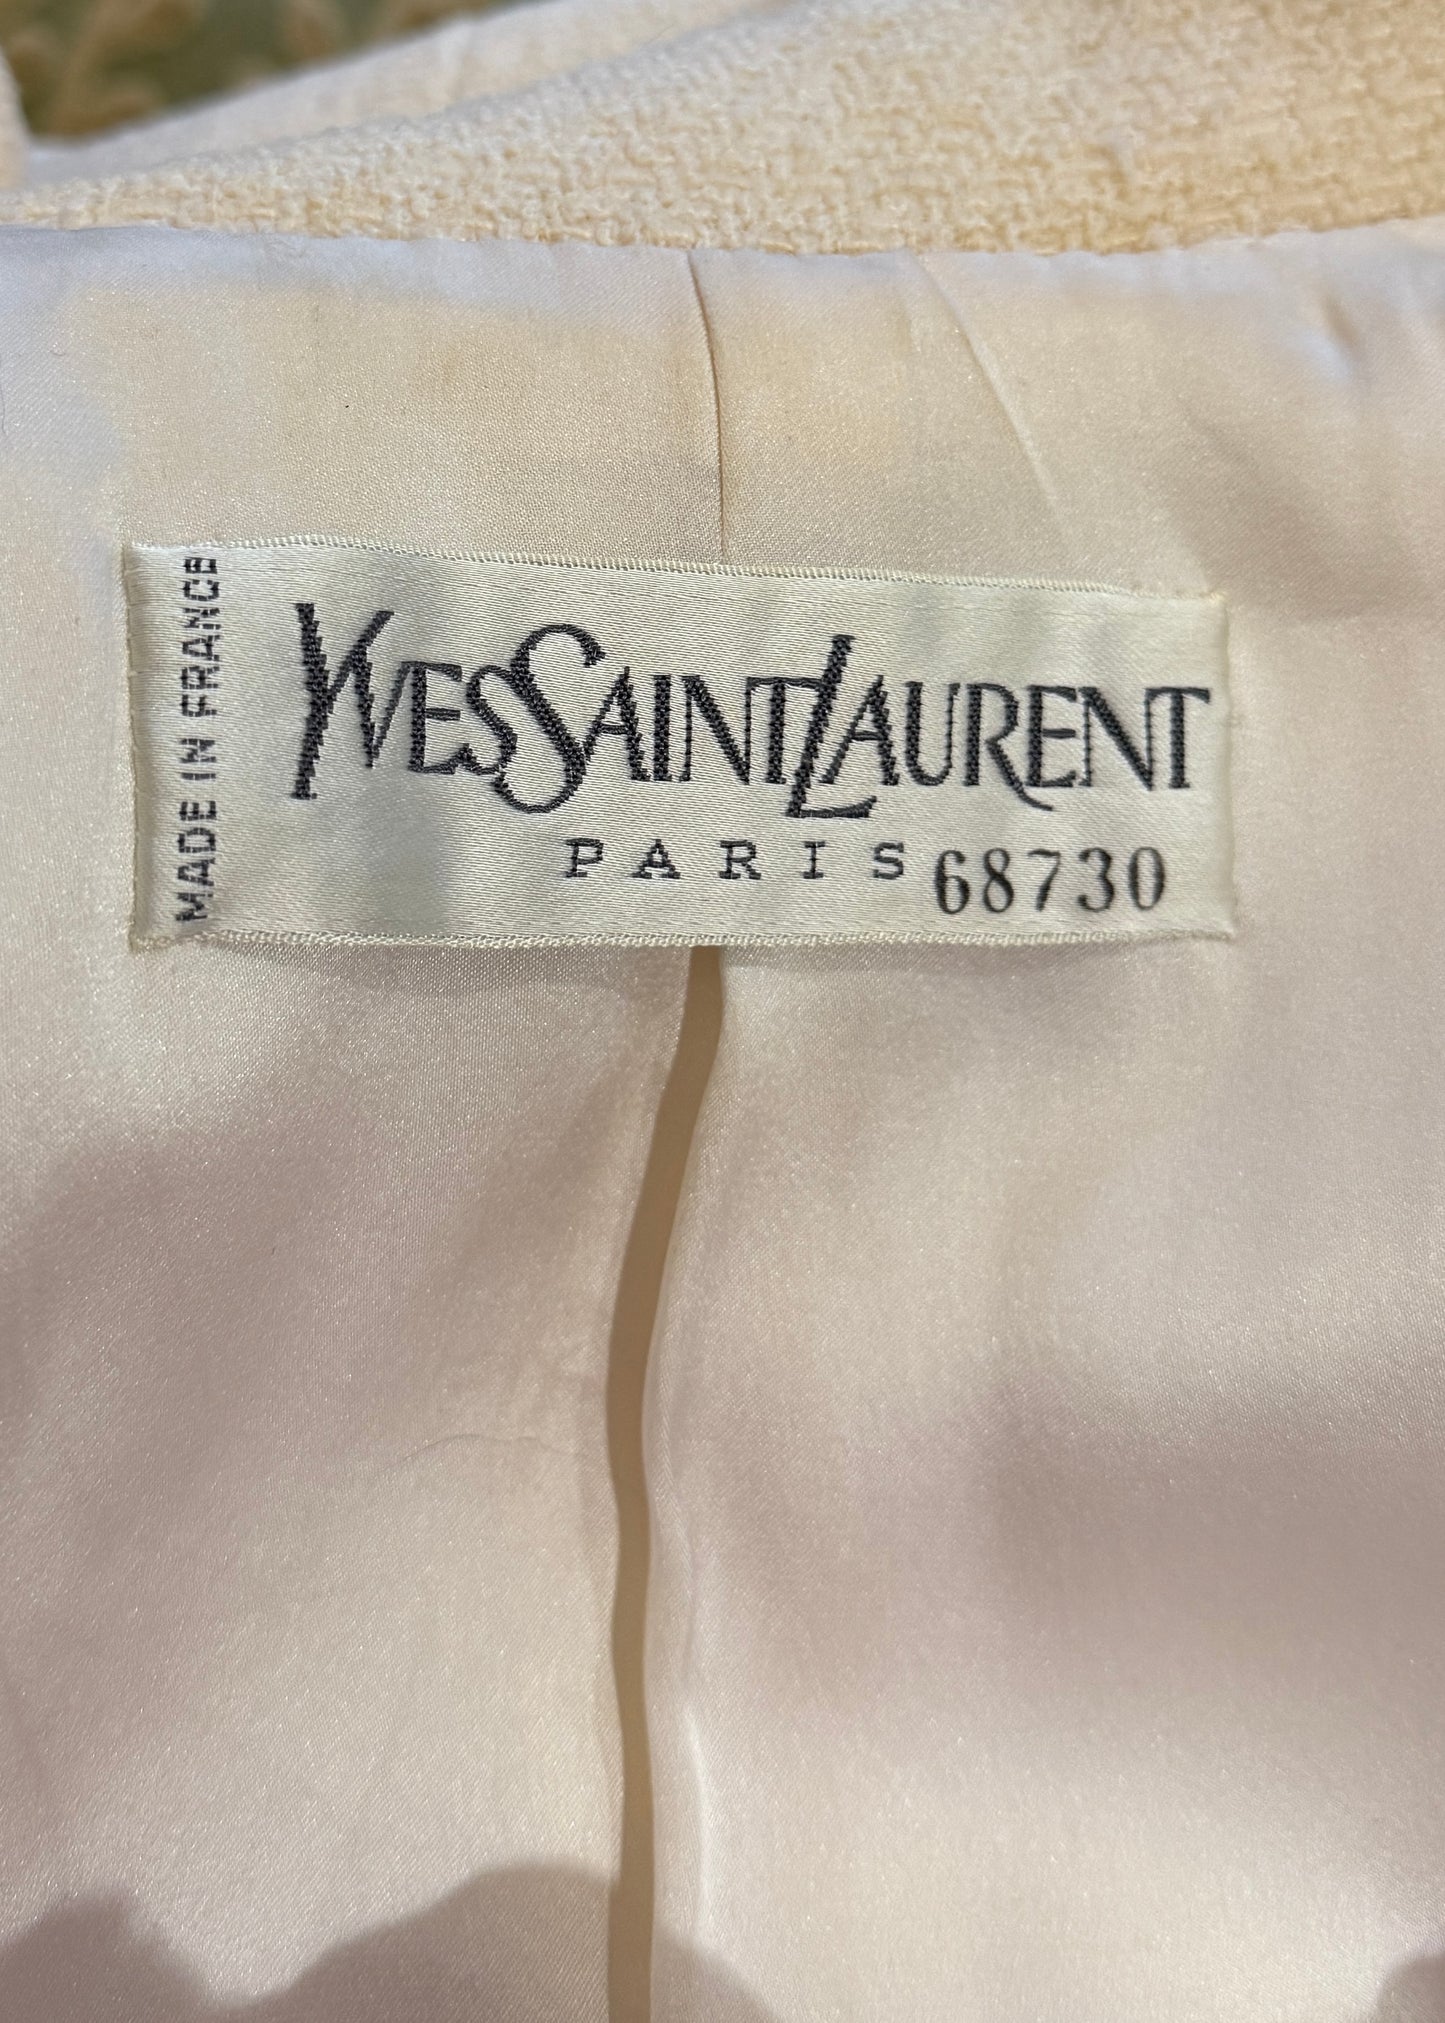 MADE IN FRANCE
YVESSAINTLAURENT
PARIS 68730